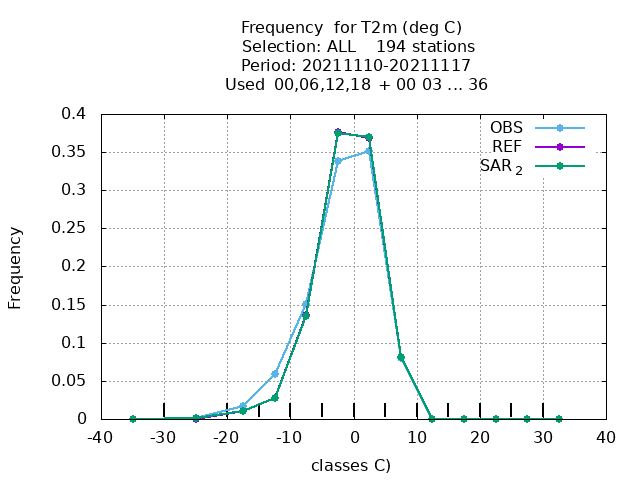 Frequency  for T2m (deg C)
Selection: ALL    194 stations
Period: 20211110-20211117
Used  00,06,12,18  + 00 03 ... 36
0.4
0.35
0.3
0.25
0.2
0.15
0.1
0.05
0
OBS
REF
SAR 2
Frequency
-40 -30 -20 -10 0 10 20 30 40
classes C)